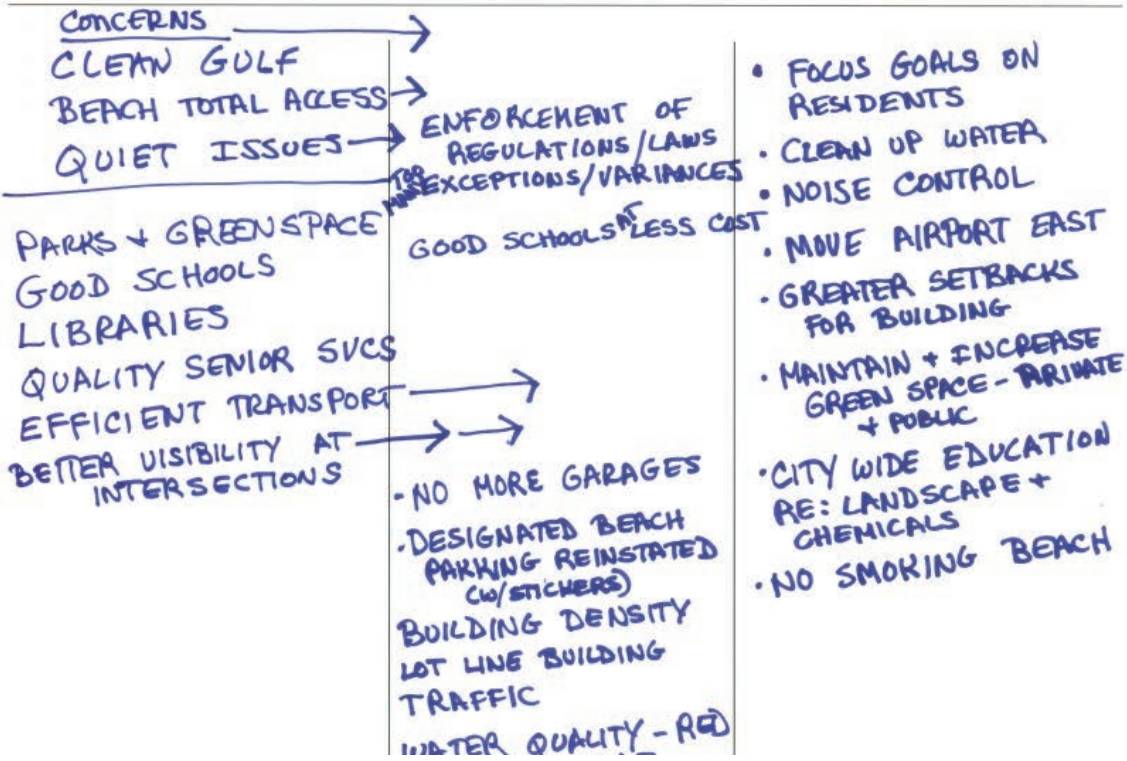 CONCERNS
CLEAN GULF
BEACH TOTAL ACCESS
QUIET ISSUES
PARKS + GREENSPACE
GOOD SCHOOLS
LIBRARIES
QUALITY SENIOR SVCS
EFFICIENT TRANSPORT
BETTER VISIBILITY AT
INTERSECTIONS
ENFORCEMENT OF
REGULATIONS/LAWS
TOO MANY EXCEPTIONS/VARIANCES
GOOD SCHOOLS AT LESS COST
• NO MORE GARAGES
• DESIGNATED BEACH
PARKING REINSTATED
(W/STICKERS)
BUILDING DENSITY
LOT LINE BUILDING
TRAFFIC
WATER QUALITY - RED
• FOCUS GOALS ON
RESIDENTS
• CLEAN UP WATER
• NOISE CONTROL
• MOVE AIRPORT EAST
• GREATER SETBACKS
FOR BUILDING
• MAINTAIN + INCREASE
GREEN SPACE - PRIVATE
+ PUBLIC
• CITY WIDE EDUCATION
RE: LANDSCAPE +
CHEMICALS
• NO SMOKING BEACH